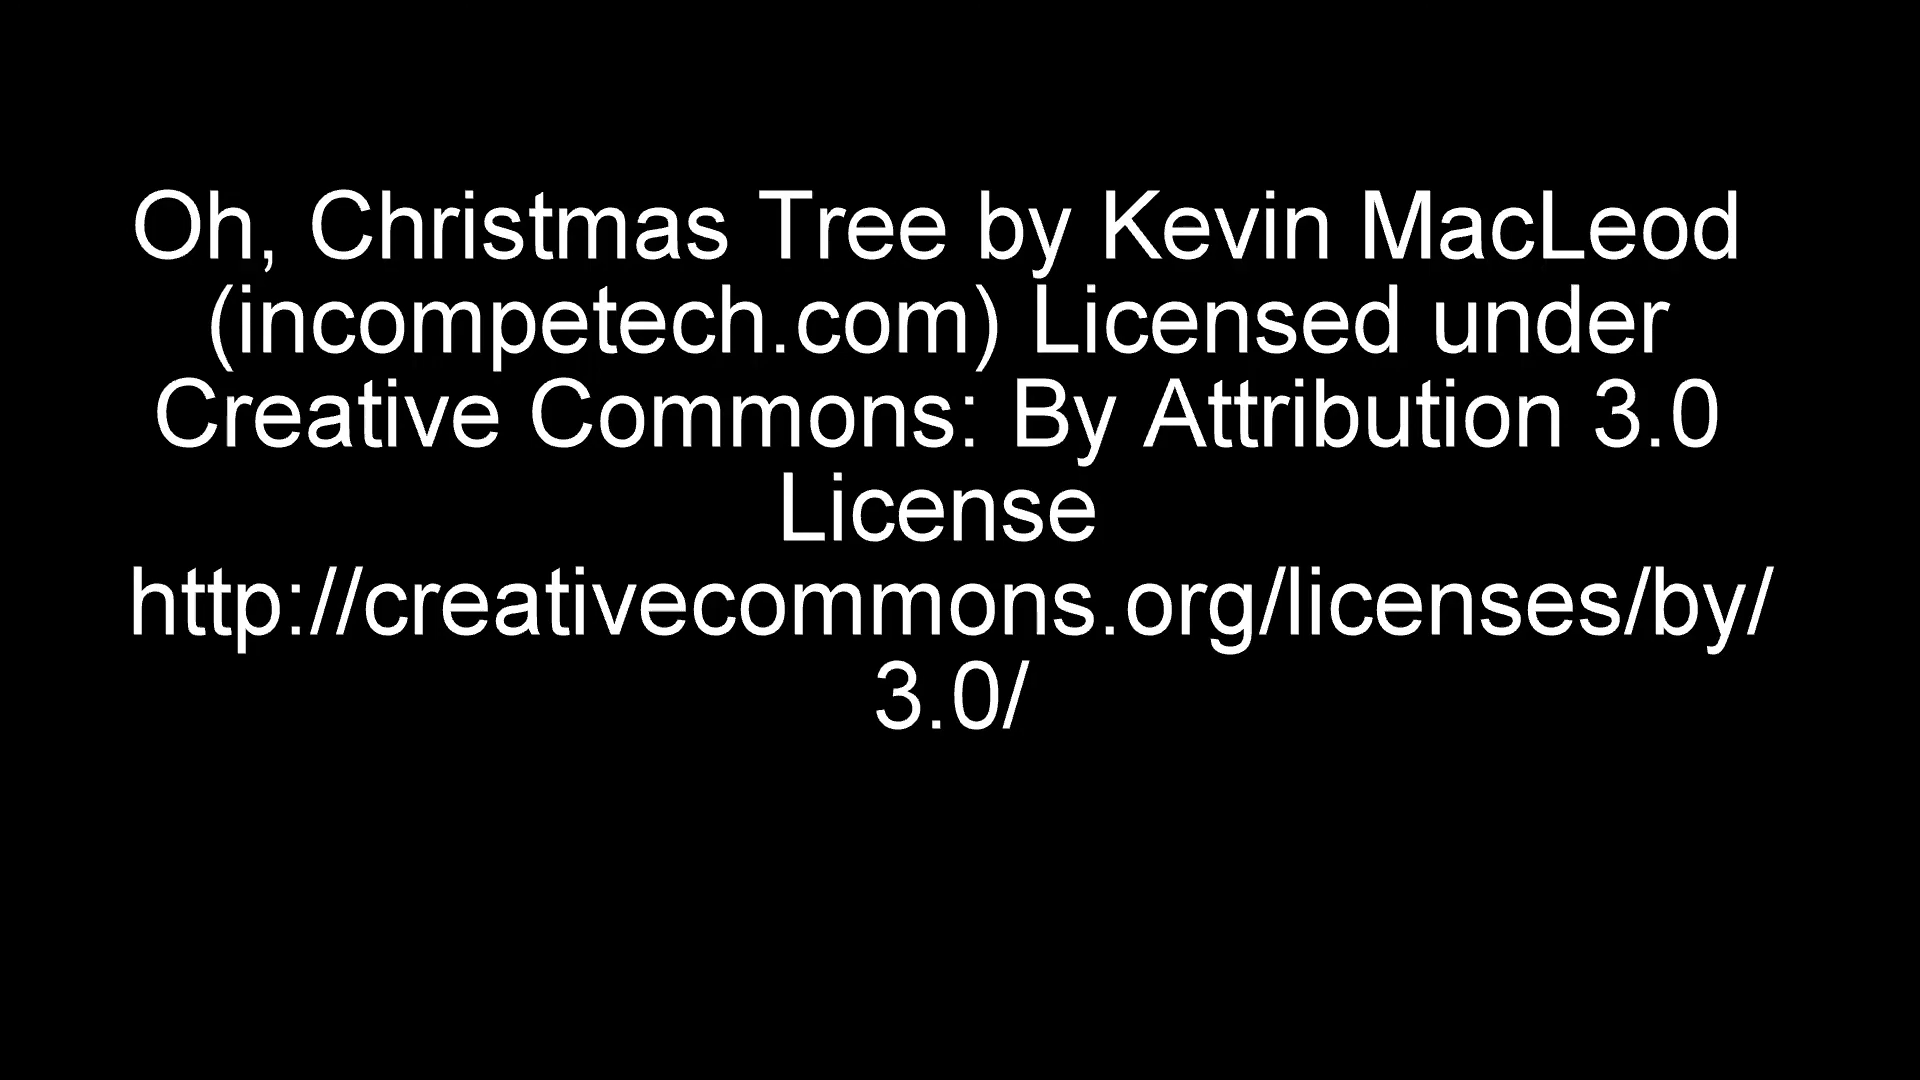 Oh, Christmas Tree by Kevin MacLeod
(incompetech.com) Licensed under
Creative Commons: By Attribution 3.0
License
http://creativecommons.org/licenses/by/
3.0/